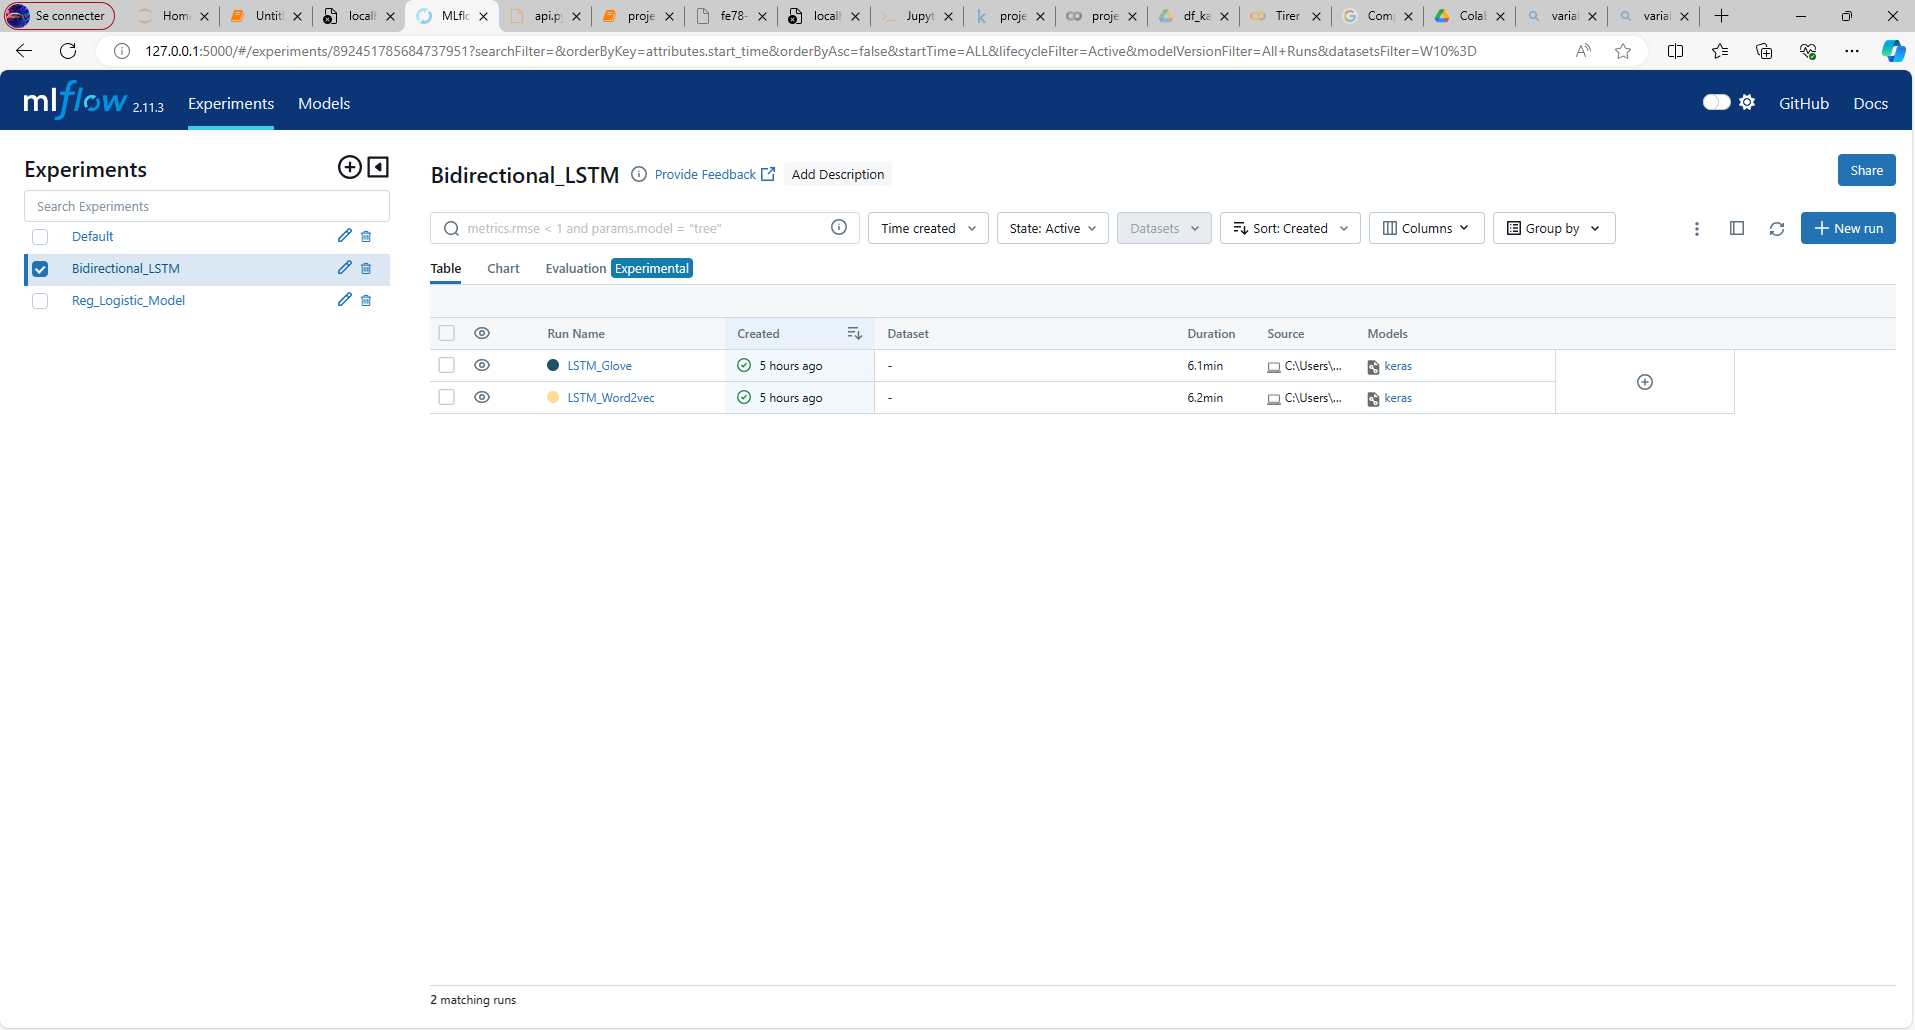 Se connecter
Hom
Untitl
locall
MLflo
api.p
proje
fe78-
locall
Jupyt
proje
proje
df_ka
Tirer
Com
Colab
varial
varial
127.0.0.1:5000/#/experiments/892451785684737951?searchFilter=&orderByKey=attributes.start_time&orderByAsc=false&startTime=ALL&lifecycleFilter=Active&modelVersionFilter=All+Runs&datasetsFilter=W10%3D
mlflow 2.11.3 Experiments Models GitHub Docs
Experiments
Search Experiments
Default
Bidirectional_LSTM
Reg_Logistic_Model
Bidirectional_LSTM Provide Feedback Add Description Share
metrics.rmse < 1 and params.model = "tree" Time created State: Active Datasets Sort: Created Columns Group by New run
Table Chart Evaluation Experimental
Run Name Created Dataset Duration Source Models
LSTM_Glove 5 hours ago - 6.1min C:\Users\... keras
LSTM_Word2vec 5 hours ago - 6.2min C:\Users\... keras
2 matching runs